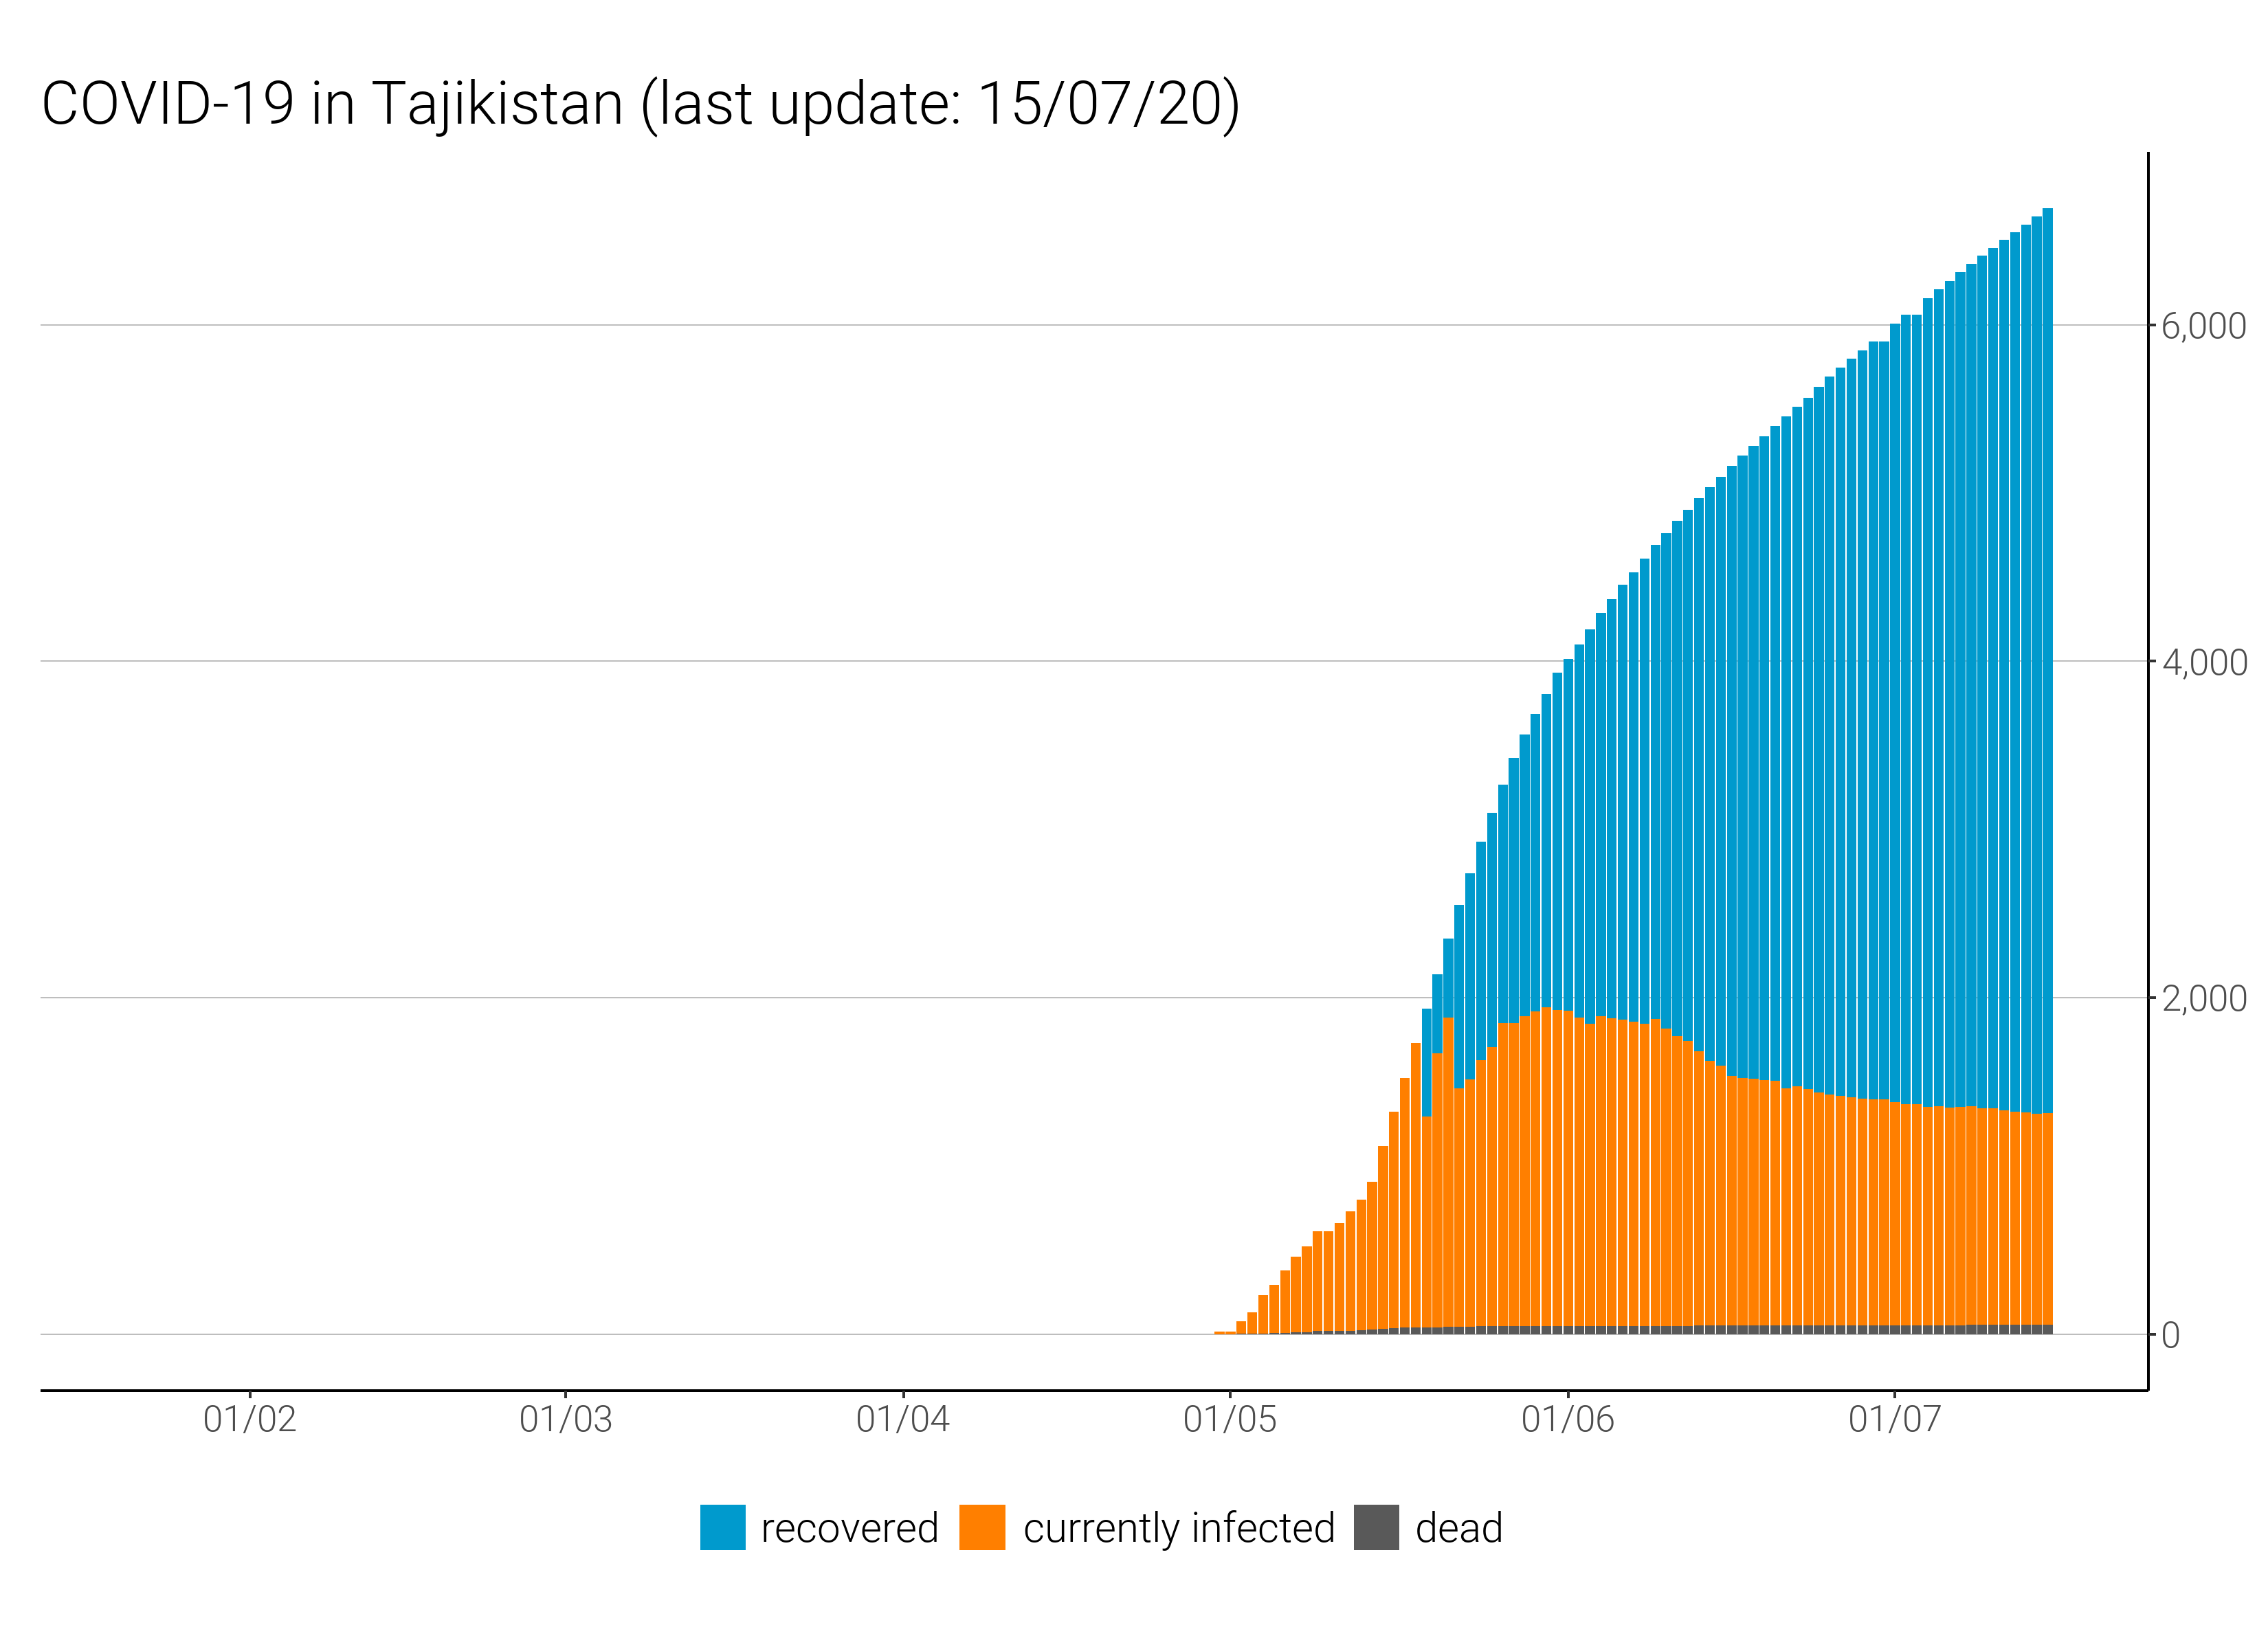 COVID-19 in Tajikistan (last update: 15/07/20)
6,000
4,000
2,000
0
01/02 01/03 01/04 01/05 01/06 01/07
recovered currently infected dead